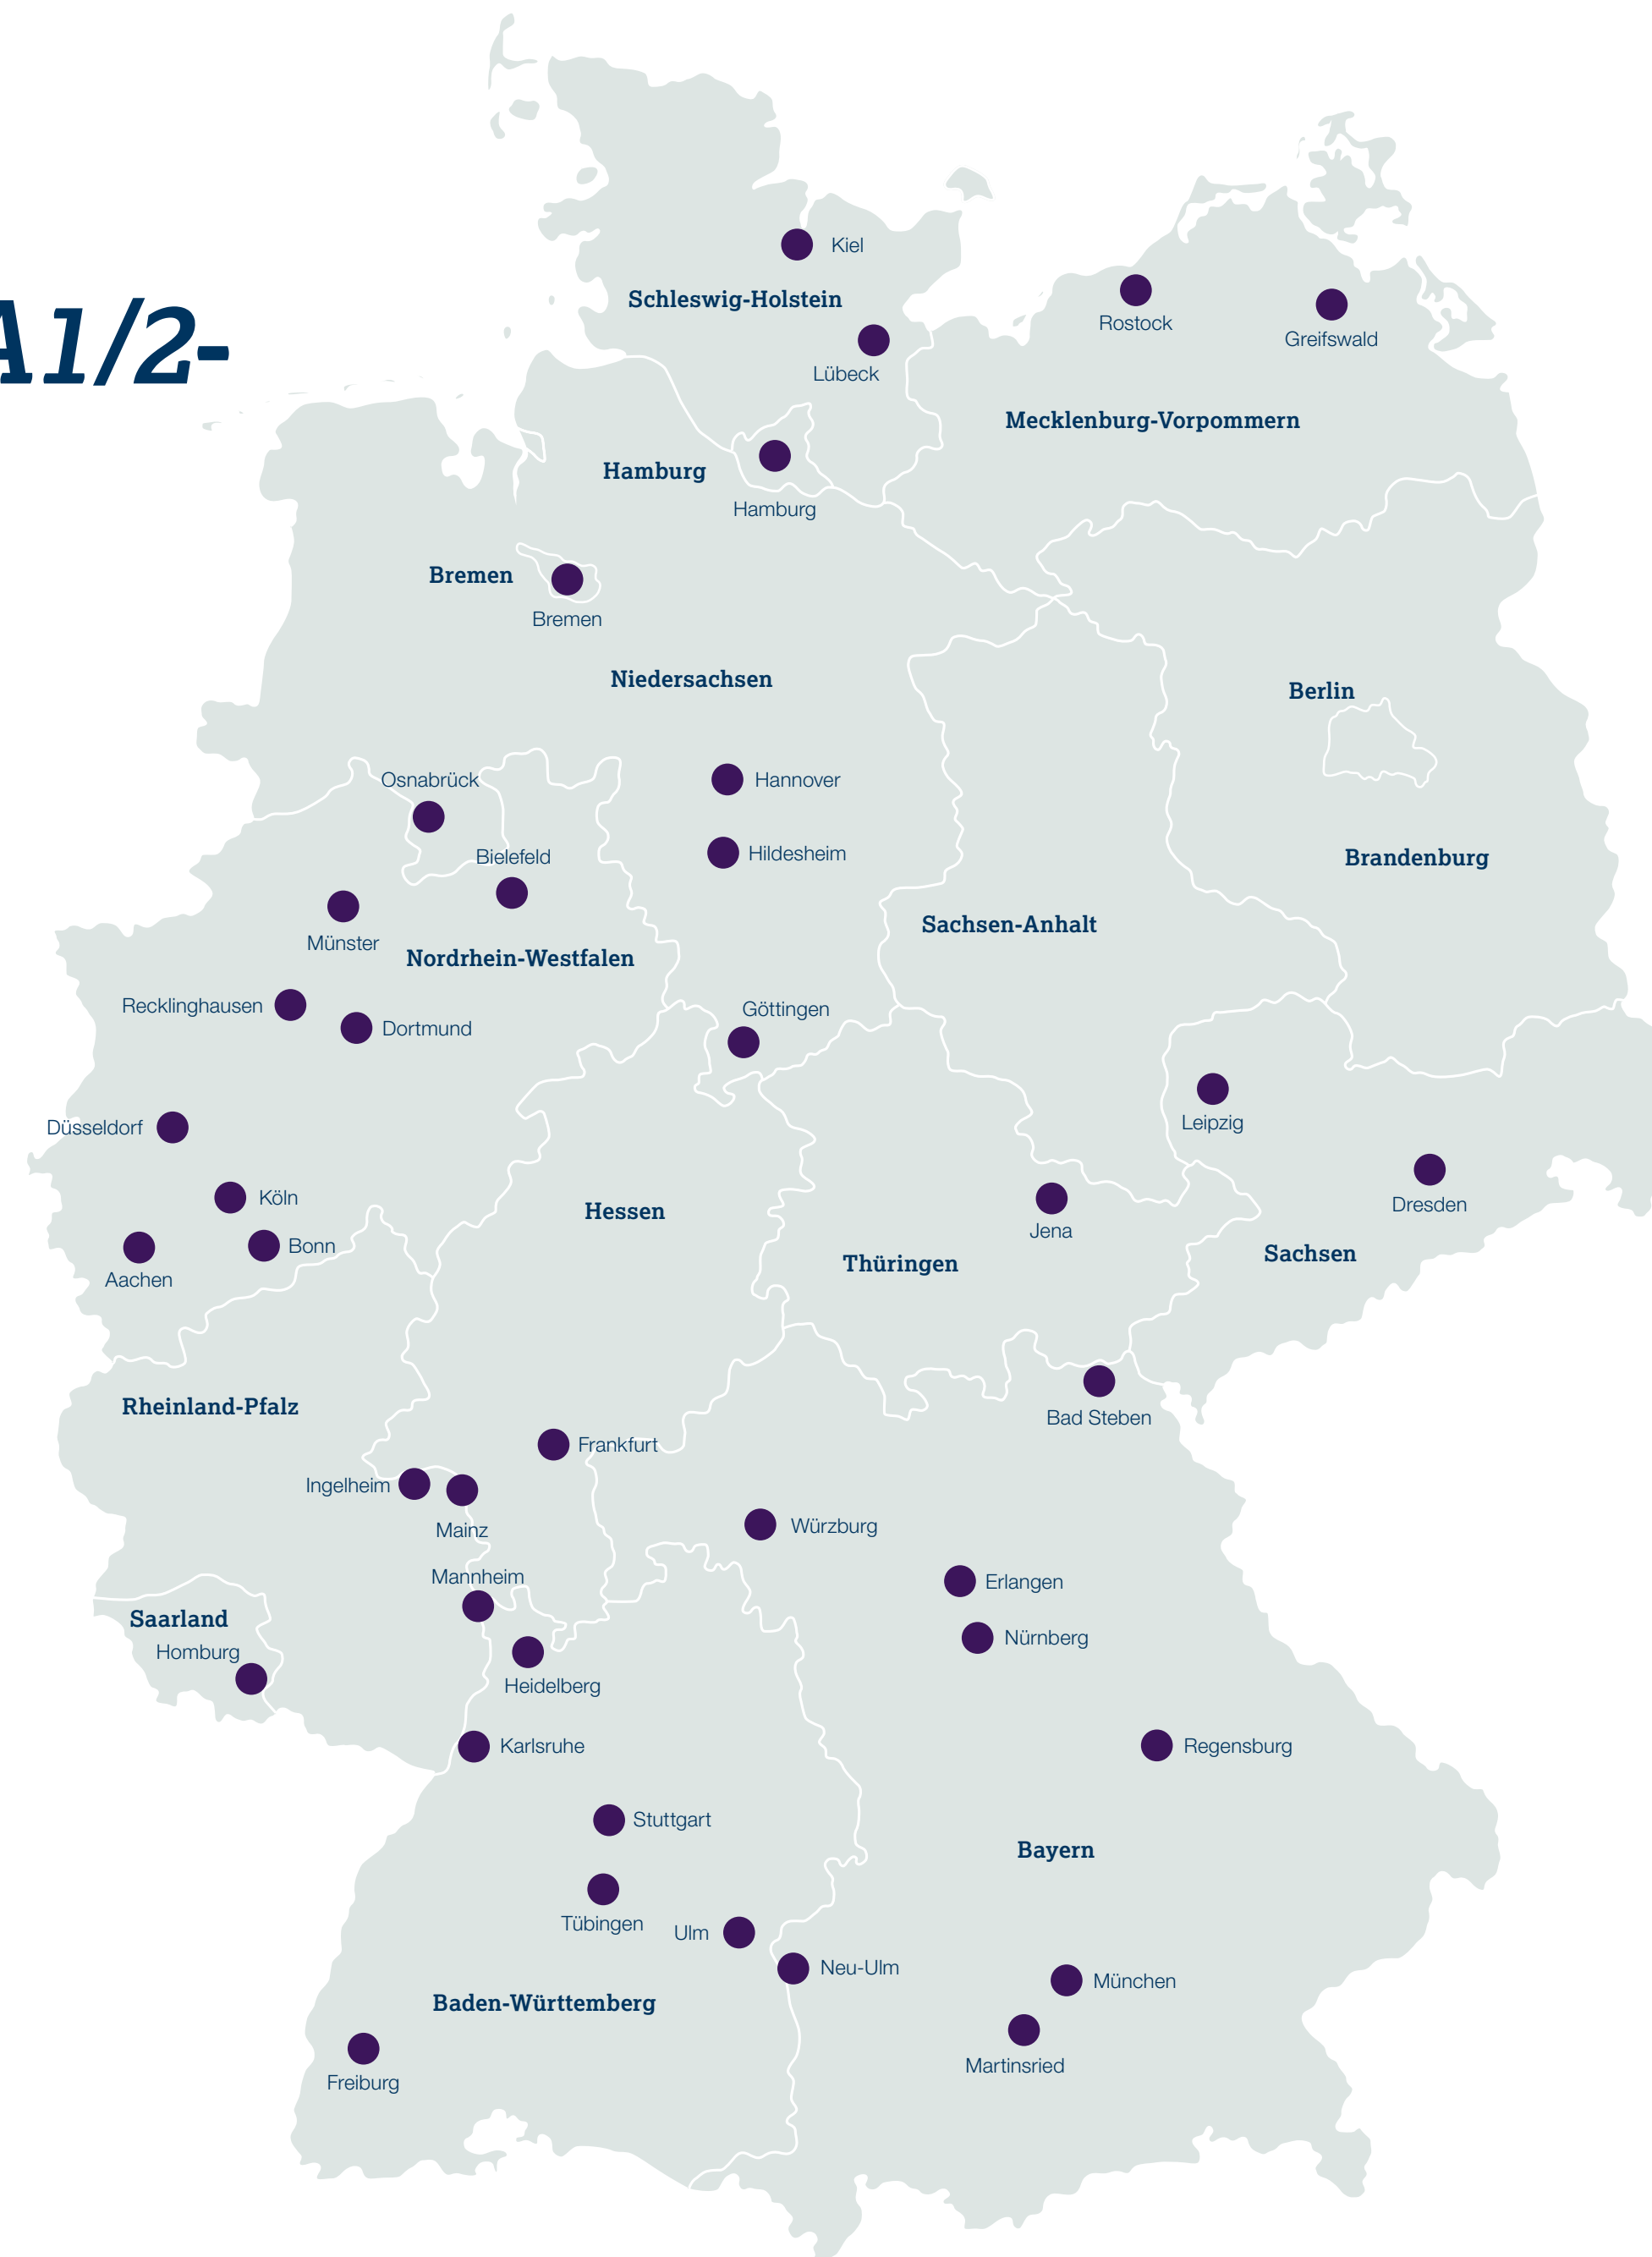 Kiel
Schleswig-Holstein
Rostock
Greifswald
A1/2-
Lübeck
Mecklenburg-Vorpommern
Hamburg
Hamburg
Bremen
Bremen
Niedersachsen
Berlin
Osnabrück
Hannover
Bielefeld
Hildesheim
Brandenburg
Sachsen-Anhalt
Münster
Nordrhein-Westfalen
Recklinghausen
Dortmund
Göttingen
Leipzig
Düsseldorf
Köln
Hessen
Dresden
Jena
Bonn
Sachsen
Thüringen
Aachen
Rheinland-Pfalz
Bad Steben
Frankfurt
Ingelheim
Mainz
Würzburg
Mannheim
Erlangen
Saarland
Homburg
Nürnberg
Heidelberg
Karlsruhe
Regensburg
Stuttgart
Bayern
Tübingen
Ulm
Neu-Ulm
München
Baden-Württemberg
Martinsried
Freiburg